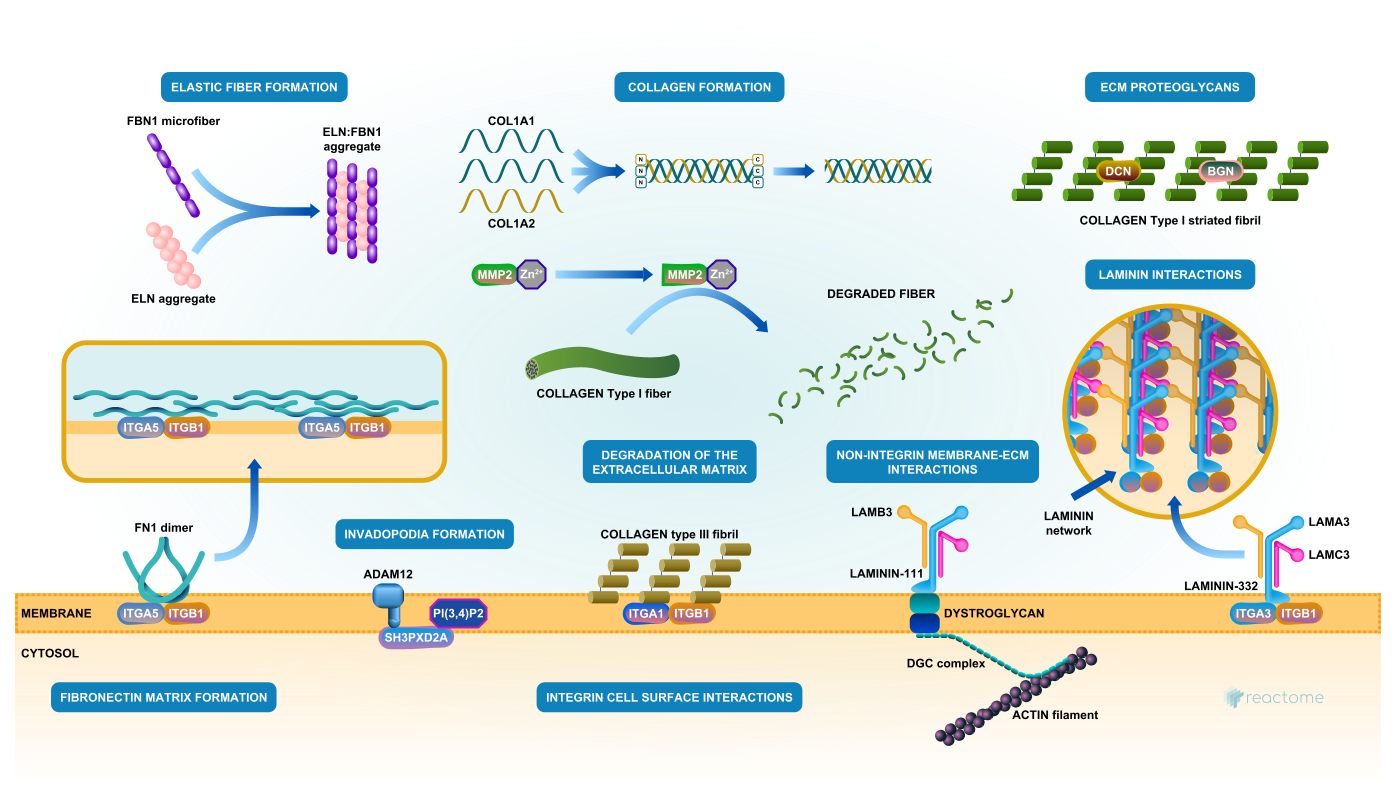 ELASTIC FIBER FORMATION
FBN1 microfiber
ELN:FBN1
aggregate
ELN aggregate
COLLAGEN FORMATION
COL1A1
COL1A2
N
N
N
C
C
C
ECM PROTEOGLYCANS
DCN
BGN
COLLAGEN Type I striated fibril
MMP2
Zn²⁺
MMP2
Zn²⁺
DEGRADED FIBER
COLLAGEN Type I fiber
DEGRADATION OF THE
EXTRACELLULAR MATRIX
LAMININ INTERACTIONS
LAMININ
network
ITGA5
ITGB1
ITGA5
ITGB1
FN1 dimer
ITGA5
ITGB1
MEMBRANE
CYTOSOL
FIBRONECTIN MATRIX FORMATION
INVADOPODIA FORMATION
ADAM12
PI(3,4)P2
SH3PXD2A
COLLAGEN type III fibril
ITGA1
ITGB1
INTEGRIN CELL SURFACE INTERACTIONS
NON-INTEGRIN MEMBRANE-ECM
INTERACTIONS
LAMB3
LAMININ-111
DYSTROGLYCAN
DGC complex
ACTIN filament
LAMA3
LAMC3
LAMININ-332
ITGA3
ITGB1
reactome